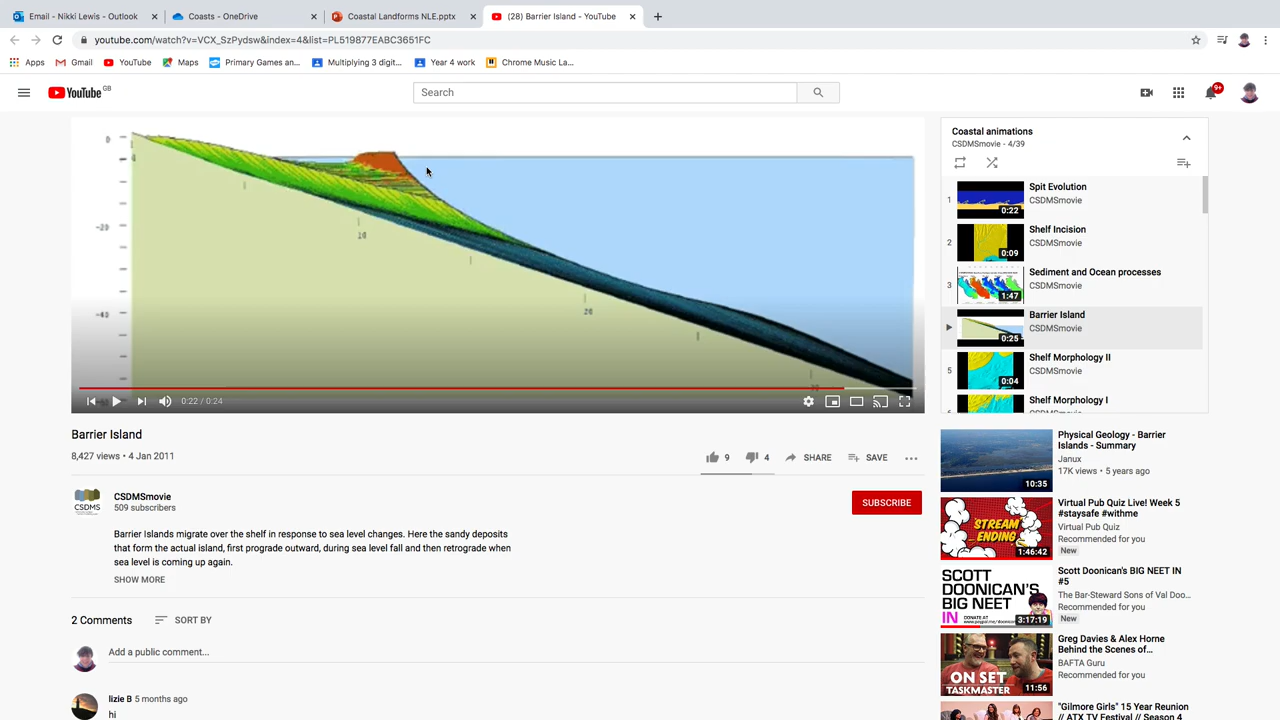 Email - Nikki Lewis - Outlook
Coasts - OneDrive
Coastal Landforms NLE.pptx
(28) Barrier Island - YouTube
youtube.com/watch?v=VCX_SzPydsw&index=4&list=PL519877EABC3651FC
Apps
Gmail
YouTube
Maps
Primary Games an...
Multiplying 3 digit...
Year 4 work
Chrome Music La...
YouTube GB
Search
9+
0
-20
-40
10
20
0:22 / 0:24
Coastal animations
CSDMSmovie - 4/39
1
0:22
Spit Evolution
CSDMSmovie
2
0:09
Shelf Incision
CSDMSmovie
3
1:47
Sediment and Ocean processes
CSDMSmovie
0:25
Barrier Island
CSDMSmovie
5
0:04
Shelf Morphology II
CSDMSmovie
Shelf Morphology I
Barrier Island
8,427 views • 4 Jan 2011
9
4
SHARE
SAVE
CSDMS
CSDMSmovie
509 subscribers
SUBSCRIBE
Barrier Islands migrate over the shelf in response to sea level changes. Here the sandy deposits
that form the actual island, first prograde outward, during sea level fall and then retrograde when
sea level is coming up again.
SHOW MORE
2 Comments
SORT BY
Add a public comment...
lizie B 5 months ago
hi
10:35
Physical Geology - Barrier
Islands - Summary
Janux
17K views • 5 years ago
STREAM
ENDING
1:46:42
Virtual Pub Quiz Live! Week 5
#staysafe #withme
Virtual Pub Quiz
Recommended for you
New
SCOTT
DOONICAN'S
BIG NEET
IN
3:17:19
Scott Doonican's BIG NEET IN
#5
The Bar-Steward Sons of Val Doo...
Recommended for you
New
ON SET
TASKMASTER
11:56
Greg Davies & Alex Horne
Behind the Scenes of...
BAFTA Guru
Recommended for you
"Gilmore Girls" 15 Year Reunion
// ATX TV Festival // Season 4